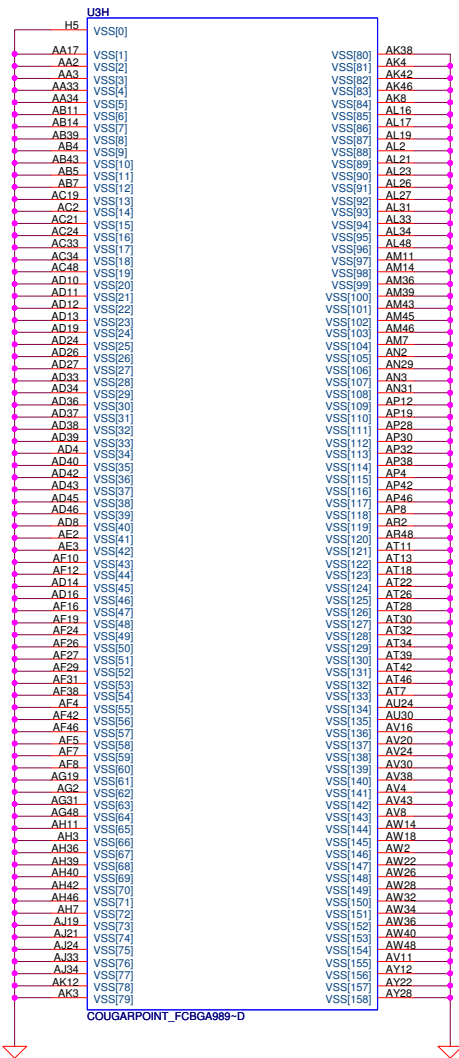 U3H
H5 VSS[0]
AA17 VSS[1] VSS[80] AK38
AA2 VSS[2] VSS[81] AK4
AA3 VSS[3] VSS[82] AK42
AA33 VSS[4] VSS[83] AK46
AA34 VSS[5] VSS[84] AK8
AB11 VSS[6] VSS[85] AL16
AB14 VSS[7] VSS[86] AL17
AB39 VSS[8] VSS[87] AL19
AB4 VSS[9] VSS[88] AL2
AB43 VSS[10] VSS[89] AL21
AB5 VSS[11] VSS[90] AL23
AB7 VSS[12] VSS[91] AL26
AC19 VSS[13] VSS[92] AL27
AC2 VSS[14] VSS[93] AL31
AC21 VSS[15] VSS[94] AL33
AC24 VSS[16] VSS[95] AL34
AC33 VSS[17] VSS[96] AL48
AC34 VSS[18] VSS[97] AM11
AC48 VSS[19] VSS[98] AM14
AD10 VSS[20] VSS[99] AM36
AD11 VSS[21] VSS[100] AM39
AD12 VSS[22] VSS[101] AM43
AD13 VSS[23] VSS[102] AM45
AD19 VSS[24] VSS[103] AM46
AD24 VSS[25] VSS[104] AM7
AD26 VSS[26] VSS[105] AN2
AD27 VSS[27] VSS[106] AN29
AD33 VSS[28] VSS[107] AN3
AD34 VSS[29] VSS[108] AN31
AD36 VSS[30] VSS[109] AP12
AD37 VSS[31] VSS[110] AP19
AD38 VSS[32] VSS[111] AP28
AD39 VSS[33] VSS[112] AP30
AD4 VSS[34] VSS[113] AP32
AD40 VSS[35] VSS[114] AP38
AD42 VSS[36] VSS[115] AP4
AD43 VSS[37] VSS[116] AP42
AD45 VSS[38] VSS[117] AP46
AD46 VSS[39] VSS[118] AP8
AD8 VSS[40] VSS[119] AR2
AE2 VSS[41] VSS[120] AR48
AE3 VSS[42] VSS[121] AT11
AF10 VSS[43] VSS[122] AT13
AF12 VSS[44] VSS[123] AT18
AD14 VSS[45] VSS[124] AT22
AD16 VSS[46] VSS[125] AT26
AF16 VSS[47] VSS[126] AT28
AF19 VSS[48] VSS[127] AT30
AF24 VSS[49] VSS[128] AT32
AF26 VSS[50] VSS[129] AT34
AF27 VSS[51] VSS[130] AT39
AF29 VSS[52] VSS[131] AT42
AF31 VSS[53] VSS[132] AT46
AF38 VSS[54] VSS[133] AT7
AF4 VSS[55] VSS[134] AU24
AF42 VSS[56] VSS[135] AU30
AF46 VSS[57] VSS[136] AV16
AF5 VSS[58] VSS[137] AV20
AF7 VSS[59] VSS[138] AV24
AF8 VSS[60] VSS[139] AV30
AG19 VSS[61] VSS[140] AV38
AG2 VSS[62] VSS[141] AV4
AG31 VSS[63] VSS[142] AV43
AG48 VSS[64] VSS[143] AV8
AH11 VSS[65] VSS[144] AW14
AH3 VSS[66] VSS[145] AW18
AH36 VSS[67] VSS[146] AW2
AH39 VSS[68] VSS[147] AW22
AH40 VSS[69] VSS[148] AW26
AH42 VSS[70] VSS[149] AW28
AH46 VSS[71] VSS[150] AW32
AH7 VSS[72] VSS[151] AW34
AJ19 VSS[73] VSS[152] AW36
AJ21 VSS[74] VSS[153] AW40
AJ24 VSS[75] VSS[154] AW48
AJ33 VSS[76] VSS[155] AV11
AJ34 VSS[77] VSS[156] AY12
AK12 VSS[78] VSS[157] AY22
AK3 VSS[79] VSS[158] AY28
COUGARPOINT_FCBGA989~D